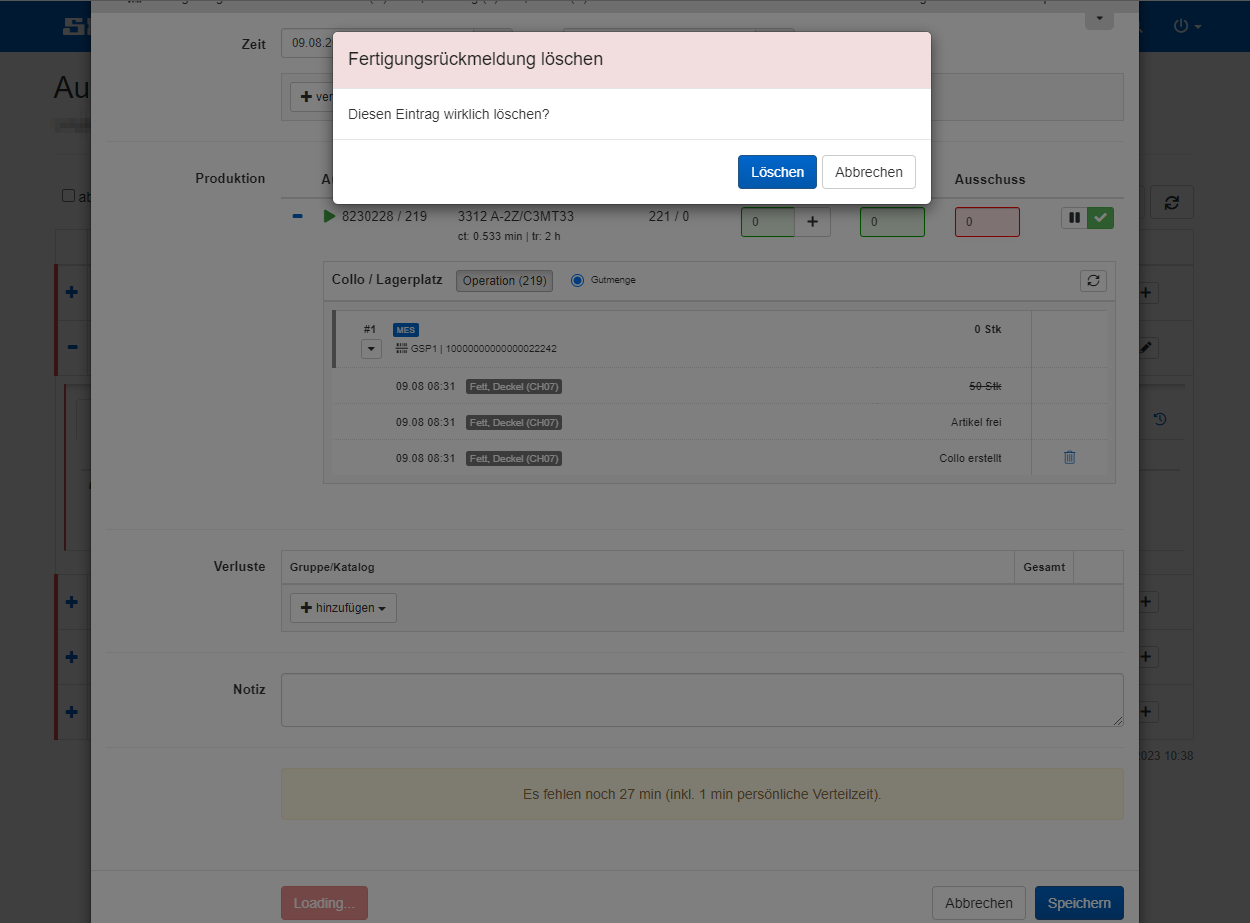 Zeit
09.08.2
Fertigungsrückmeldung löschen
Diesen Eintrag wirklich löschen?
Löschen Abbrechen
Au
ver
ab
Produktion Ausschuss
8230228 / 219 3312 A-2Z/C3MT33 221 / 0 0 0 0
ct: 0.533 min | tr: 2 h
Collo / Lagerplatz Operation (219) Gutmenge
#1 MES 0 Stk
GSP1 | 10000000000000022242
09.08 08:31 Fett, Deckel (CH07) 50 Stk
09.08 08:31 Fett, Deckel (CH07) Artikel frei
09.08 08:31 Fett, Deckel (CH07) Collo erstellt
Verluste Gruppe/Katalog Gesamt
hinzufügen
Notiz
023 10:38
Es fehlen noch 27 min (inkl. 1 min persönliche Verteilzeit).
Loading... Abbrechen Speichern